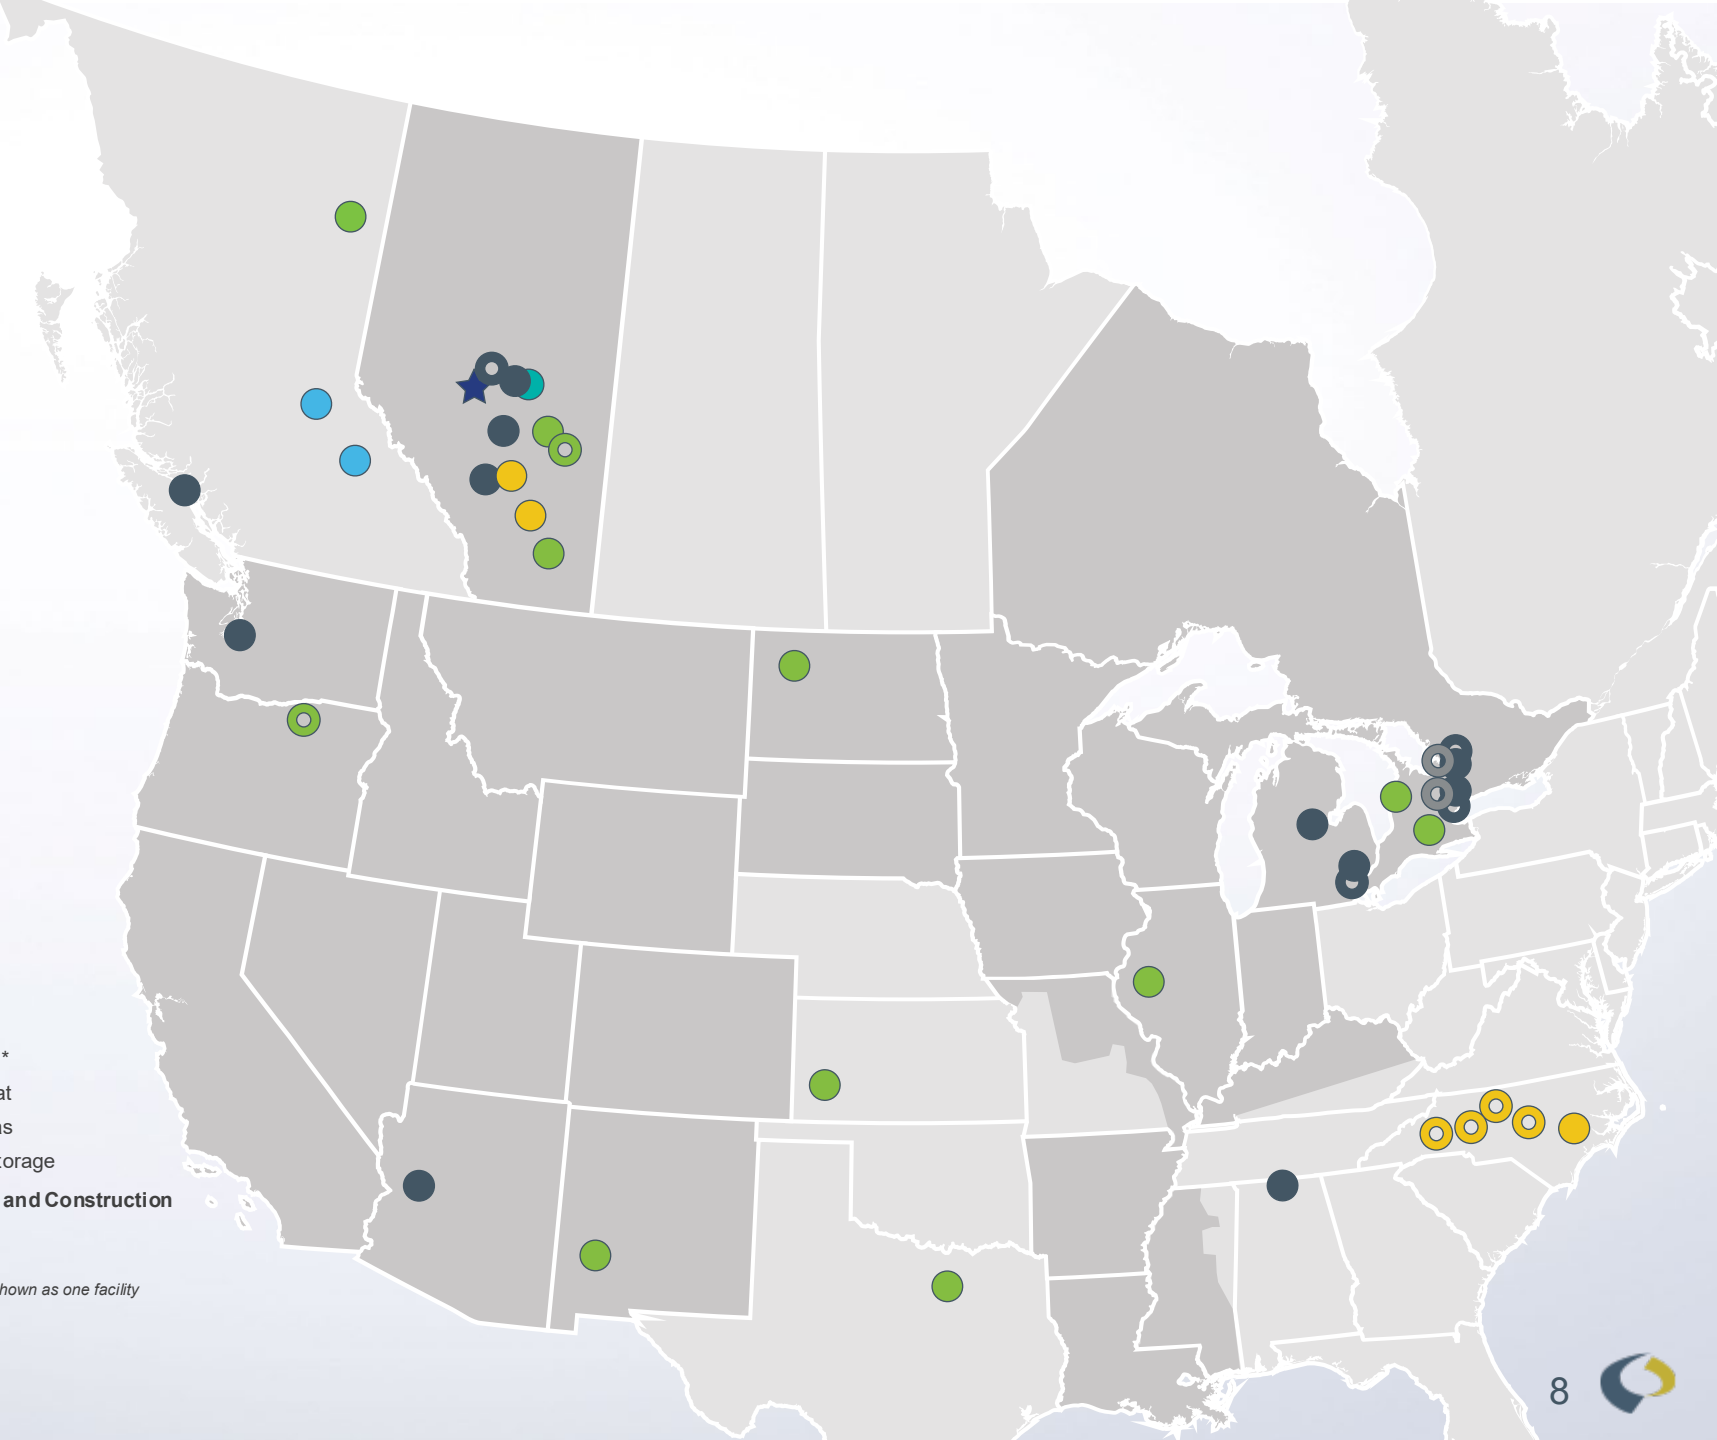 *
at
as
torage
and Construction
hown as one facility
8